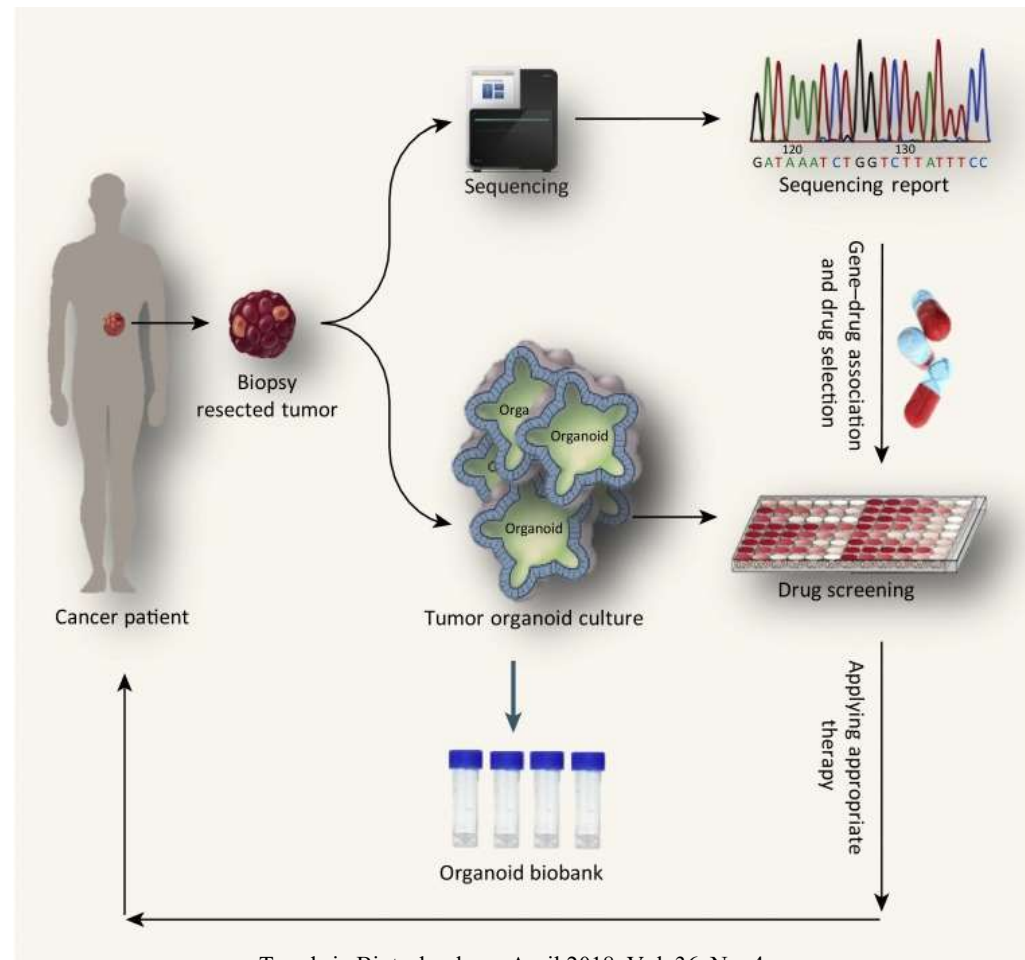 120
130
GATAAATCTGGTCTTATTTCC
Sequencing
Sequencing report
Gene–drug association
and drug selection
Biopsy
resected tumor
Orga
Organoid
Organoid
Cancer patient
Tumor organoid culture
Drug screening
Applying appropriate
therapy
Organoid biobank